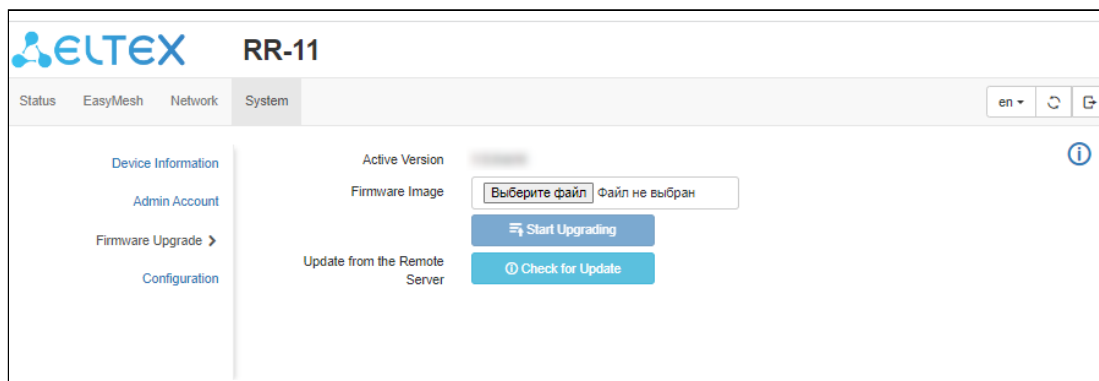 ELTEX RR-11
Status EasyMesh Network System en
Device Information
Admin Account
Firmware Upgrade
Configuration
Active Version
Firmware Image Выберите файл Файл не выбран
Start Upgrading
Update from the Remote Server
Check for Update